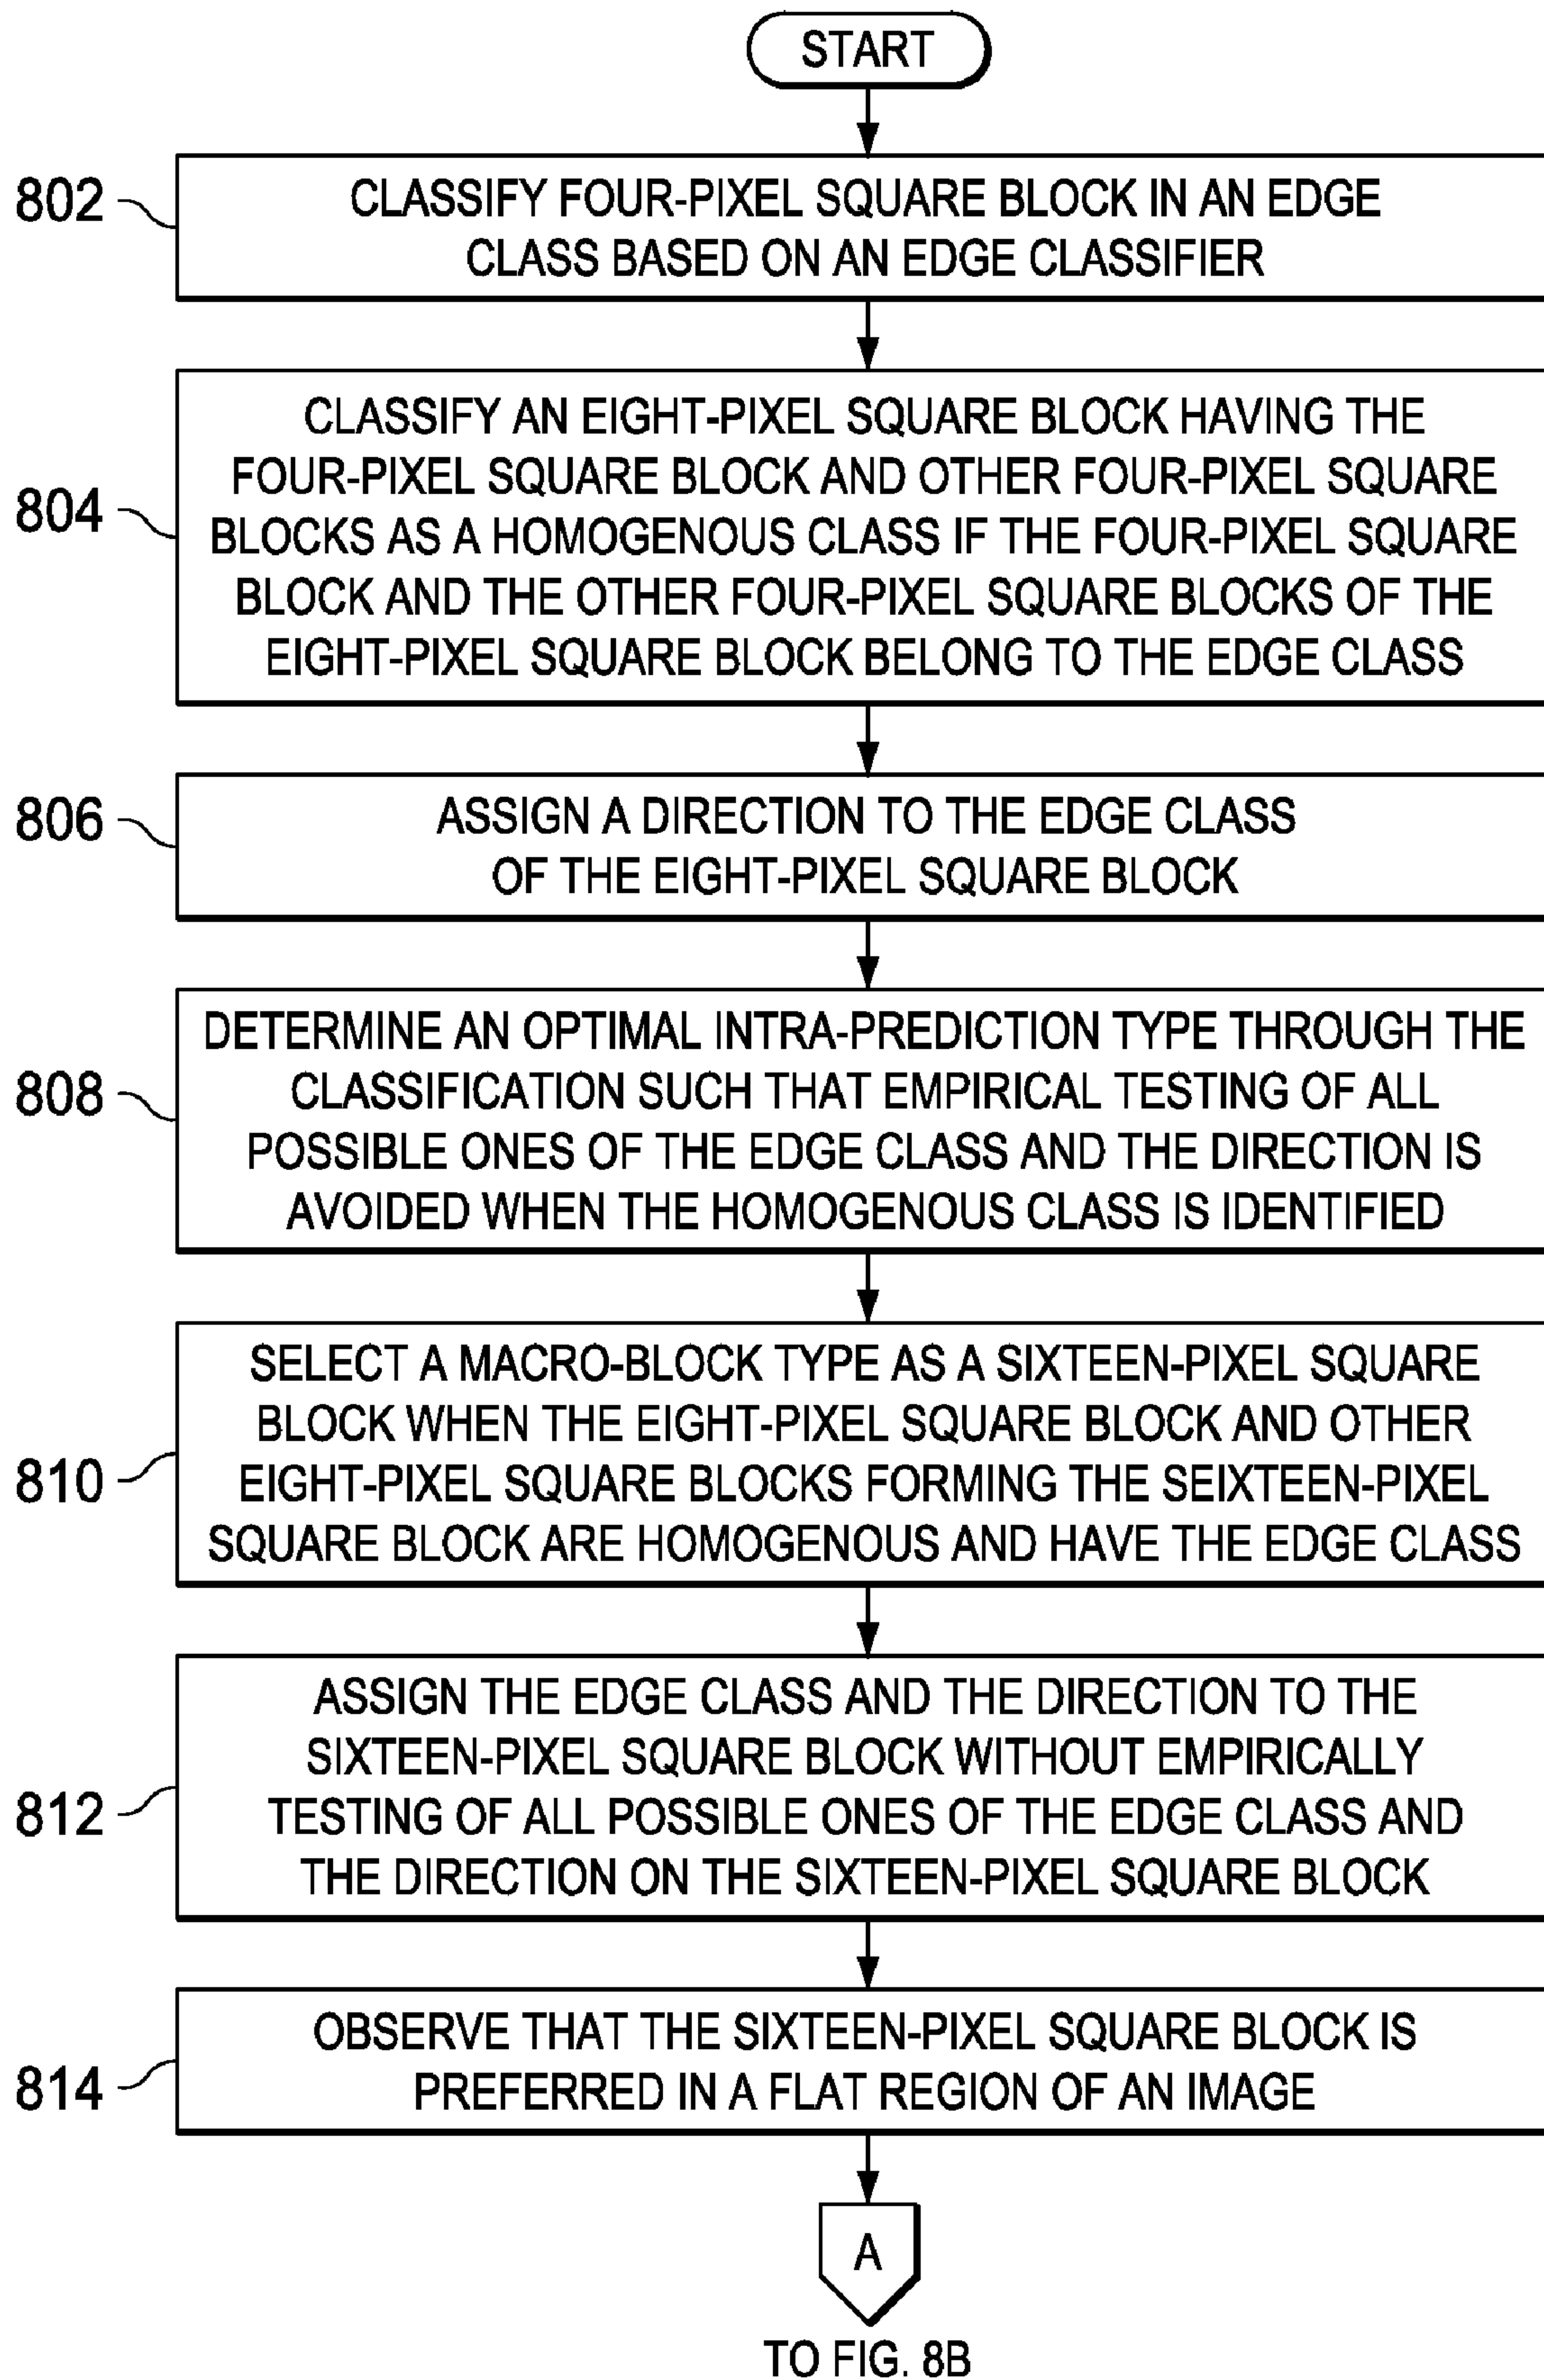 START
802
CLASSIFY FOUR-PIXEL SQUARE BLOCK IN AN EDGE
CLASS BASED ON AN EDGE CLASSIFIER
804
CLASSIFY AN EIGHT-PIXEL SQUARE BLOCK HAVING THE
FOUR-PIXEL SQUARE BLOCK AND OTHER FOUR-PIXEL SQUARE
BLOCKS AS A HOMOGENOUS CLASS IF THE FOUR-PIXEL SQUARE
BLOCK AND THE OTHER FOUR-PIXEL SQUARE BLOCKS OF THE
EIGHT-PIXEL SQUARE BLOCK BELONG TO THE EDGE CLASS
806
ASSIGN A DIRECTION TO THE EDGE CLASS
OF THE EIGHT-PIXEL SQUARE BLOCK
808
DETERMINE AN OPTIMAL INTRA-PREDICTION TYPE THROUGH THE
CLASSIFICATION SUCH THAT EMPIRICAL TESTING OF ALL
POSSIBLE ONES OF THE EDGE CLASS AND THE DIRECTION IS
AVOIDED WHEN THE HOMOGENOUS CLASS IS IDENTIFIED
810
SELECT A MACRO-BLOCK TYPE AS A SIXTEEN-PIXEL SQUARE
BLOCK WHEN THE EIGHT-PIXEL SQUARE BLOCK AND OTHER
EIGHT-PIXEL SQUARE BLOCKS FORMING THE SEIXTEEN-PIXEL
SQUARE BLOCK ARE HOMOGENOUS AND HAVE THE EDGE CLASS
812
ASSIGN THE EDGE CLASS AND THE DIRECTION TO THE
SIXTEEN-PIXEL SQUARE BLOCK WITHOUT EMPIRICALLY
TESTING OF ALL POSSIBLE ONES OF THE EDGE CLASS AND
THE DIRECTION ON THE SIXTEEN-PIXEL SQUARE BLOCK
814
OBSERVE THAT THE SIXTEEN-PIXEL SQUARE BLOCK IS
PREFERRED IN A FLAT REGION OF AN IMAGE
A
TO FIG. 8B